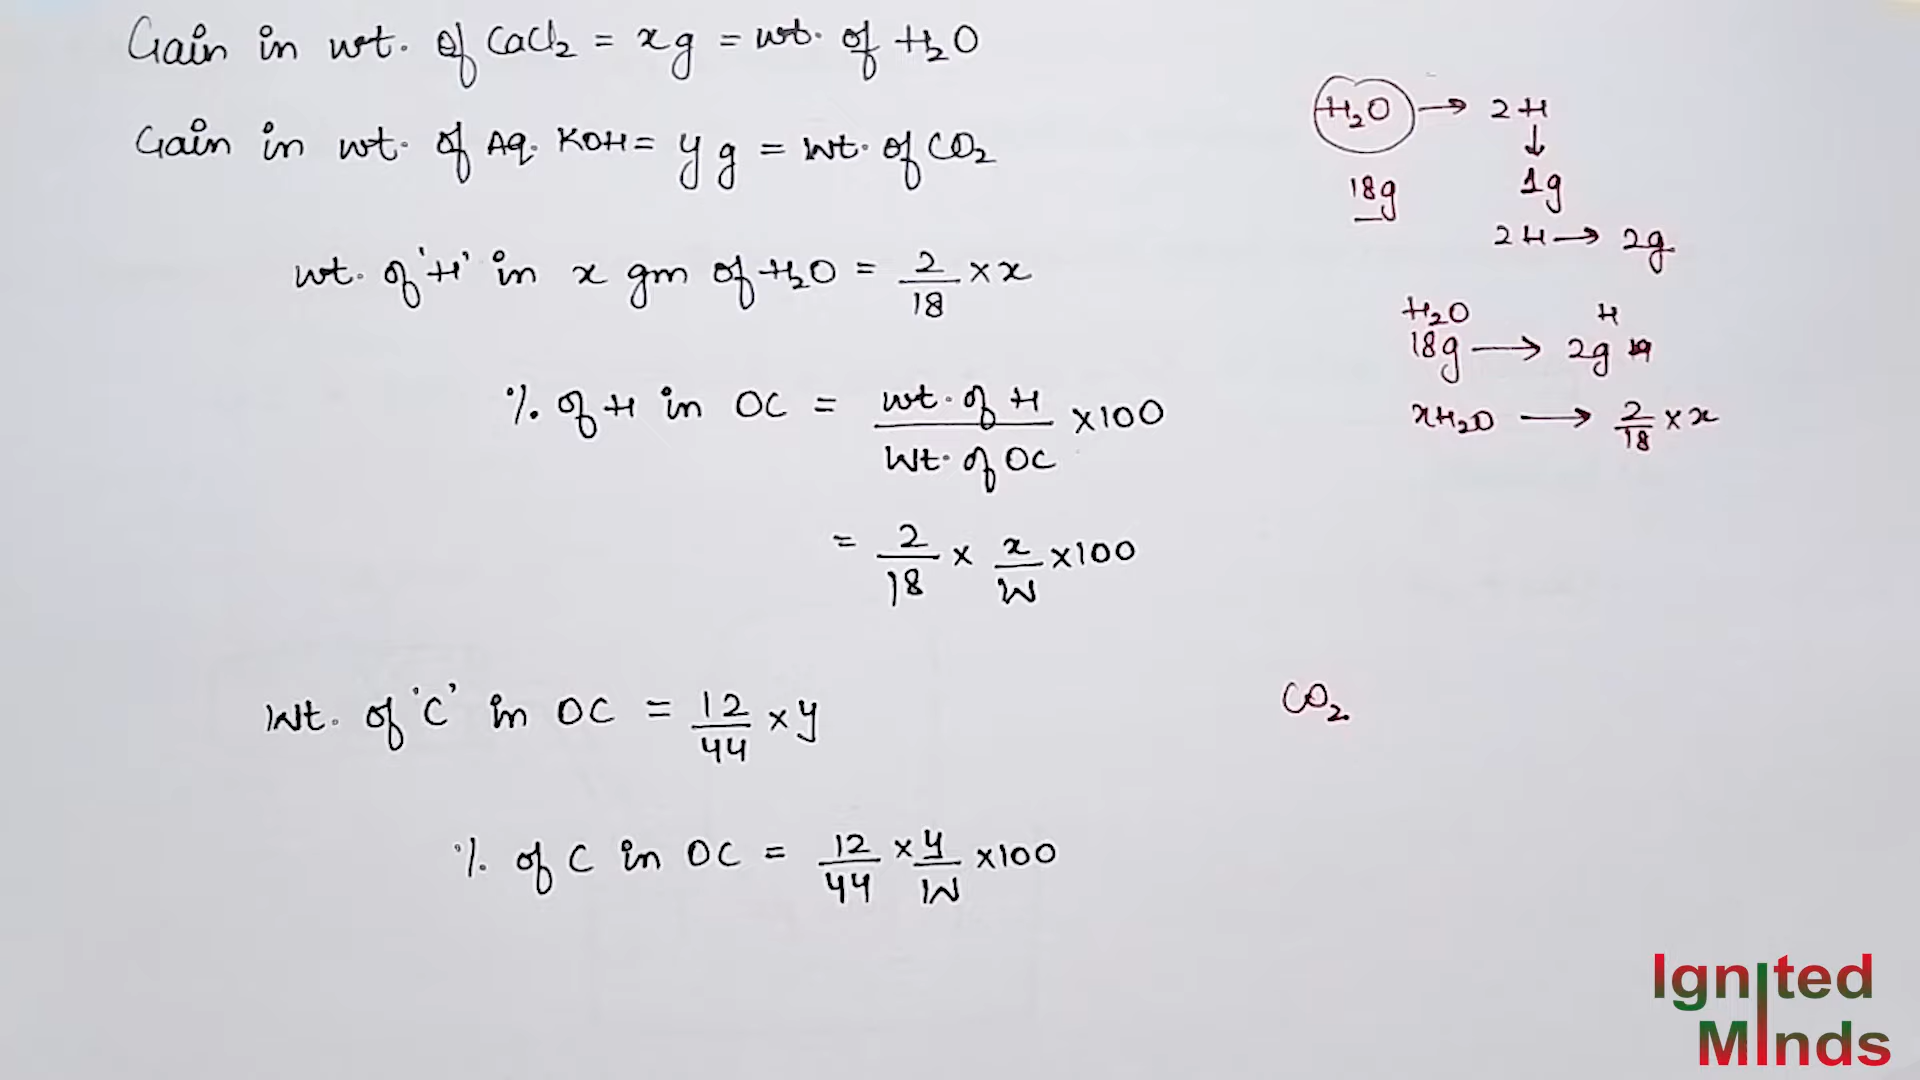 Gain in wt. of CaCl2 = x g = wt. of H2O
Gain in wt. of Aq. KOH = y g = wt. of CO2
wt. of 'H' in x gm of H2O = 2/18 × x
% of H in OC = wt. of H / Wt. of OC ×100
= 2/18 × x/W ×100
Wt. of 'C' in OC = 12/44 × y
% of C in OC = 12/44 × y/W ×100
H2O → 2H
↓
18g 1g
2H → 2g
H2O H
18g → 2g
xH2O → 2/18 × x
CO2
Ignited
Minds